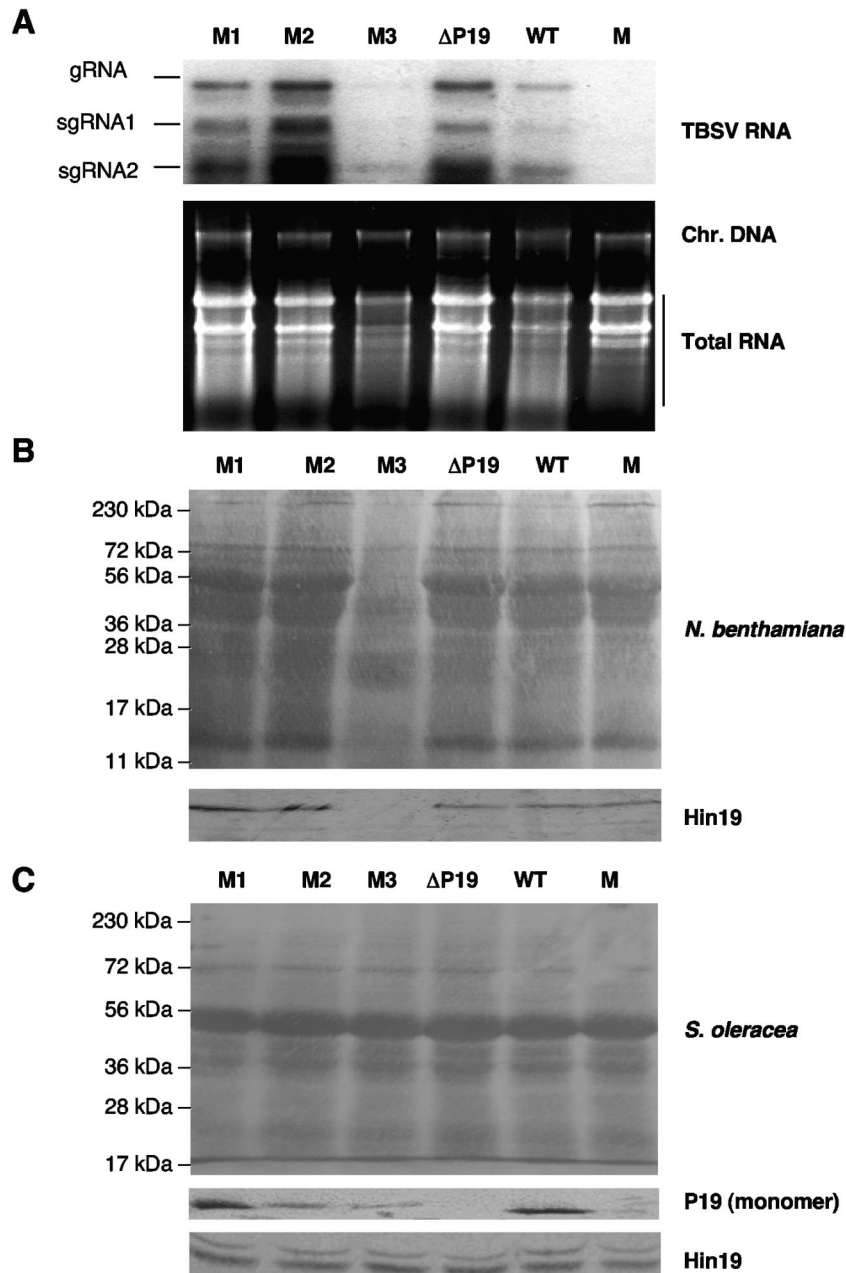 A
M1 M2 M3 ΔP19 WT M
gRNA
sgRNA1
sgRNA2
TBSV RNA
Chr. DNA
Total RNA
B
M1 M2 M3 ΔP19 WT M
230 kDa
72 kDa
56 kDa
36 kDa
28 kDa
17 kDa
11 kDa
N. benthamiana
Hin19
C
M1 M2 M3 ΔP19 WT M
230 kDa
72 kDa
56 kDa
36 kDa
28 kDa
17 kDa
S. oleracea
P19 (monomer)
Hin19